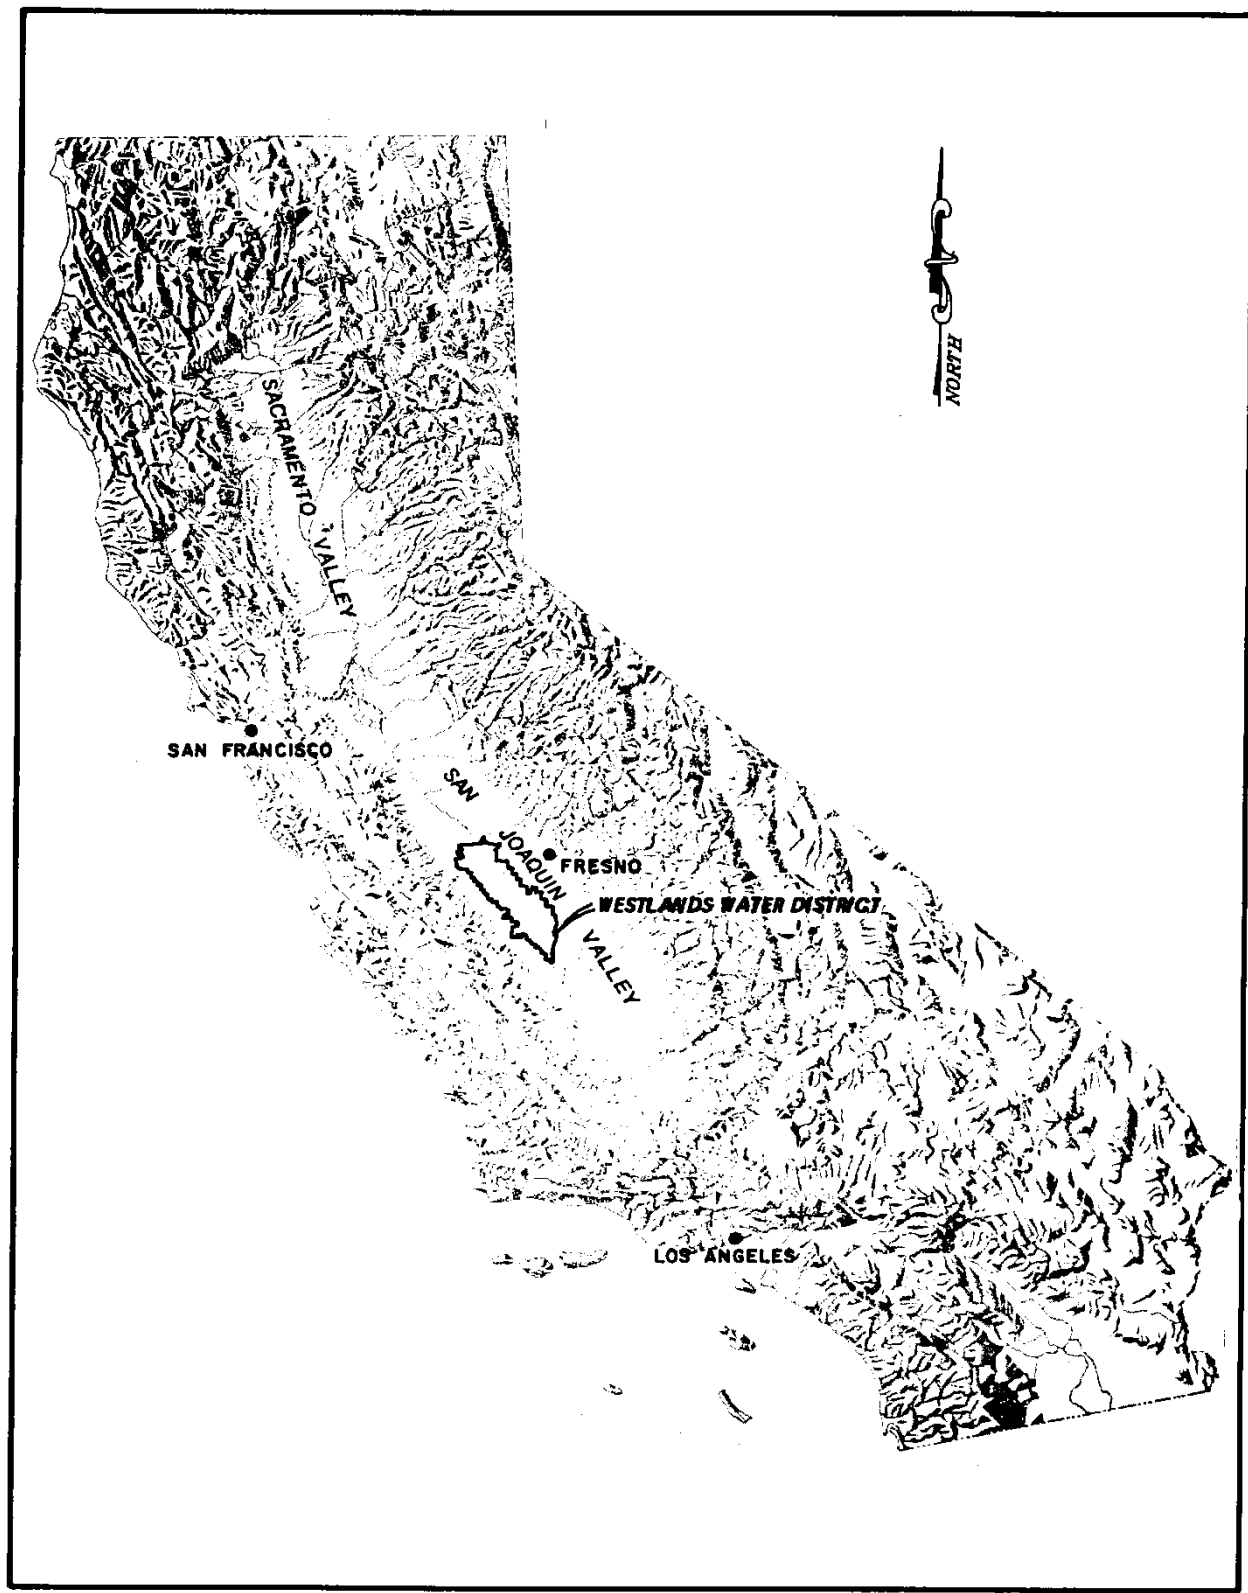 NORTH
SACRAMENTO VALLEY
SAN FRANCISCO
SAN JOAQUIN VALLEY
FRESNO
WESTLANDS WATER DISTRICT
LOS ANGELES